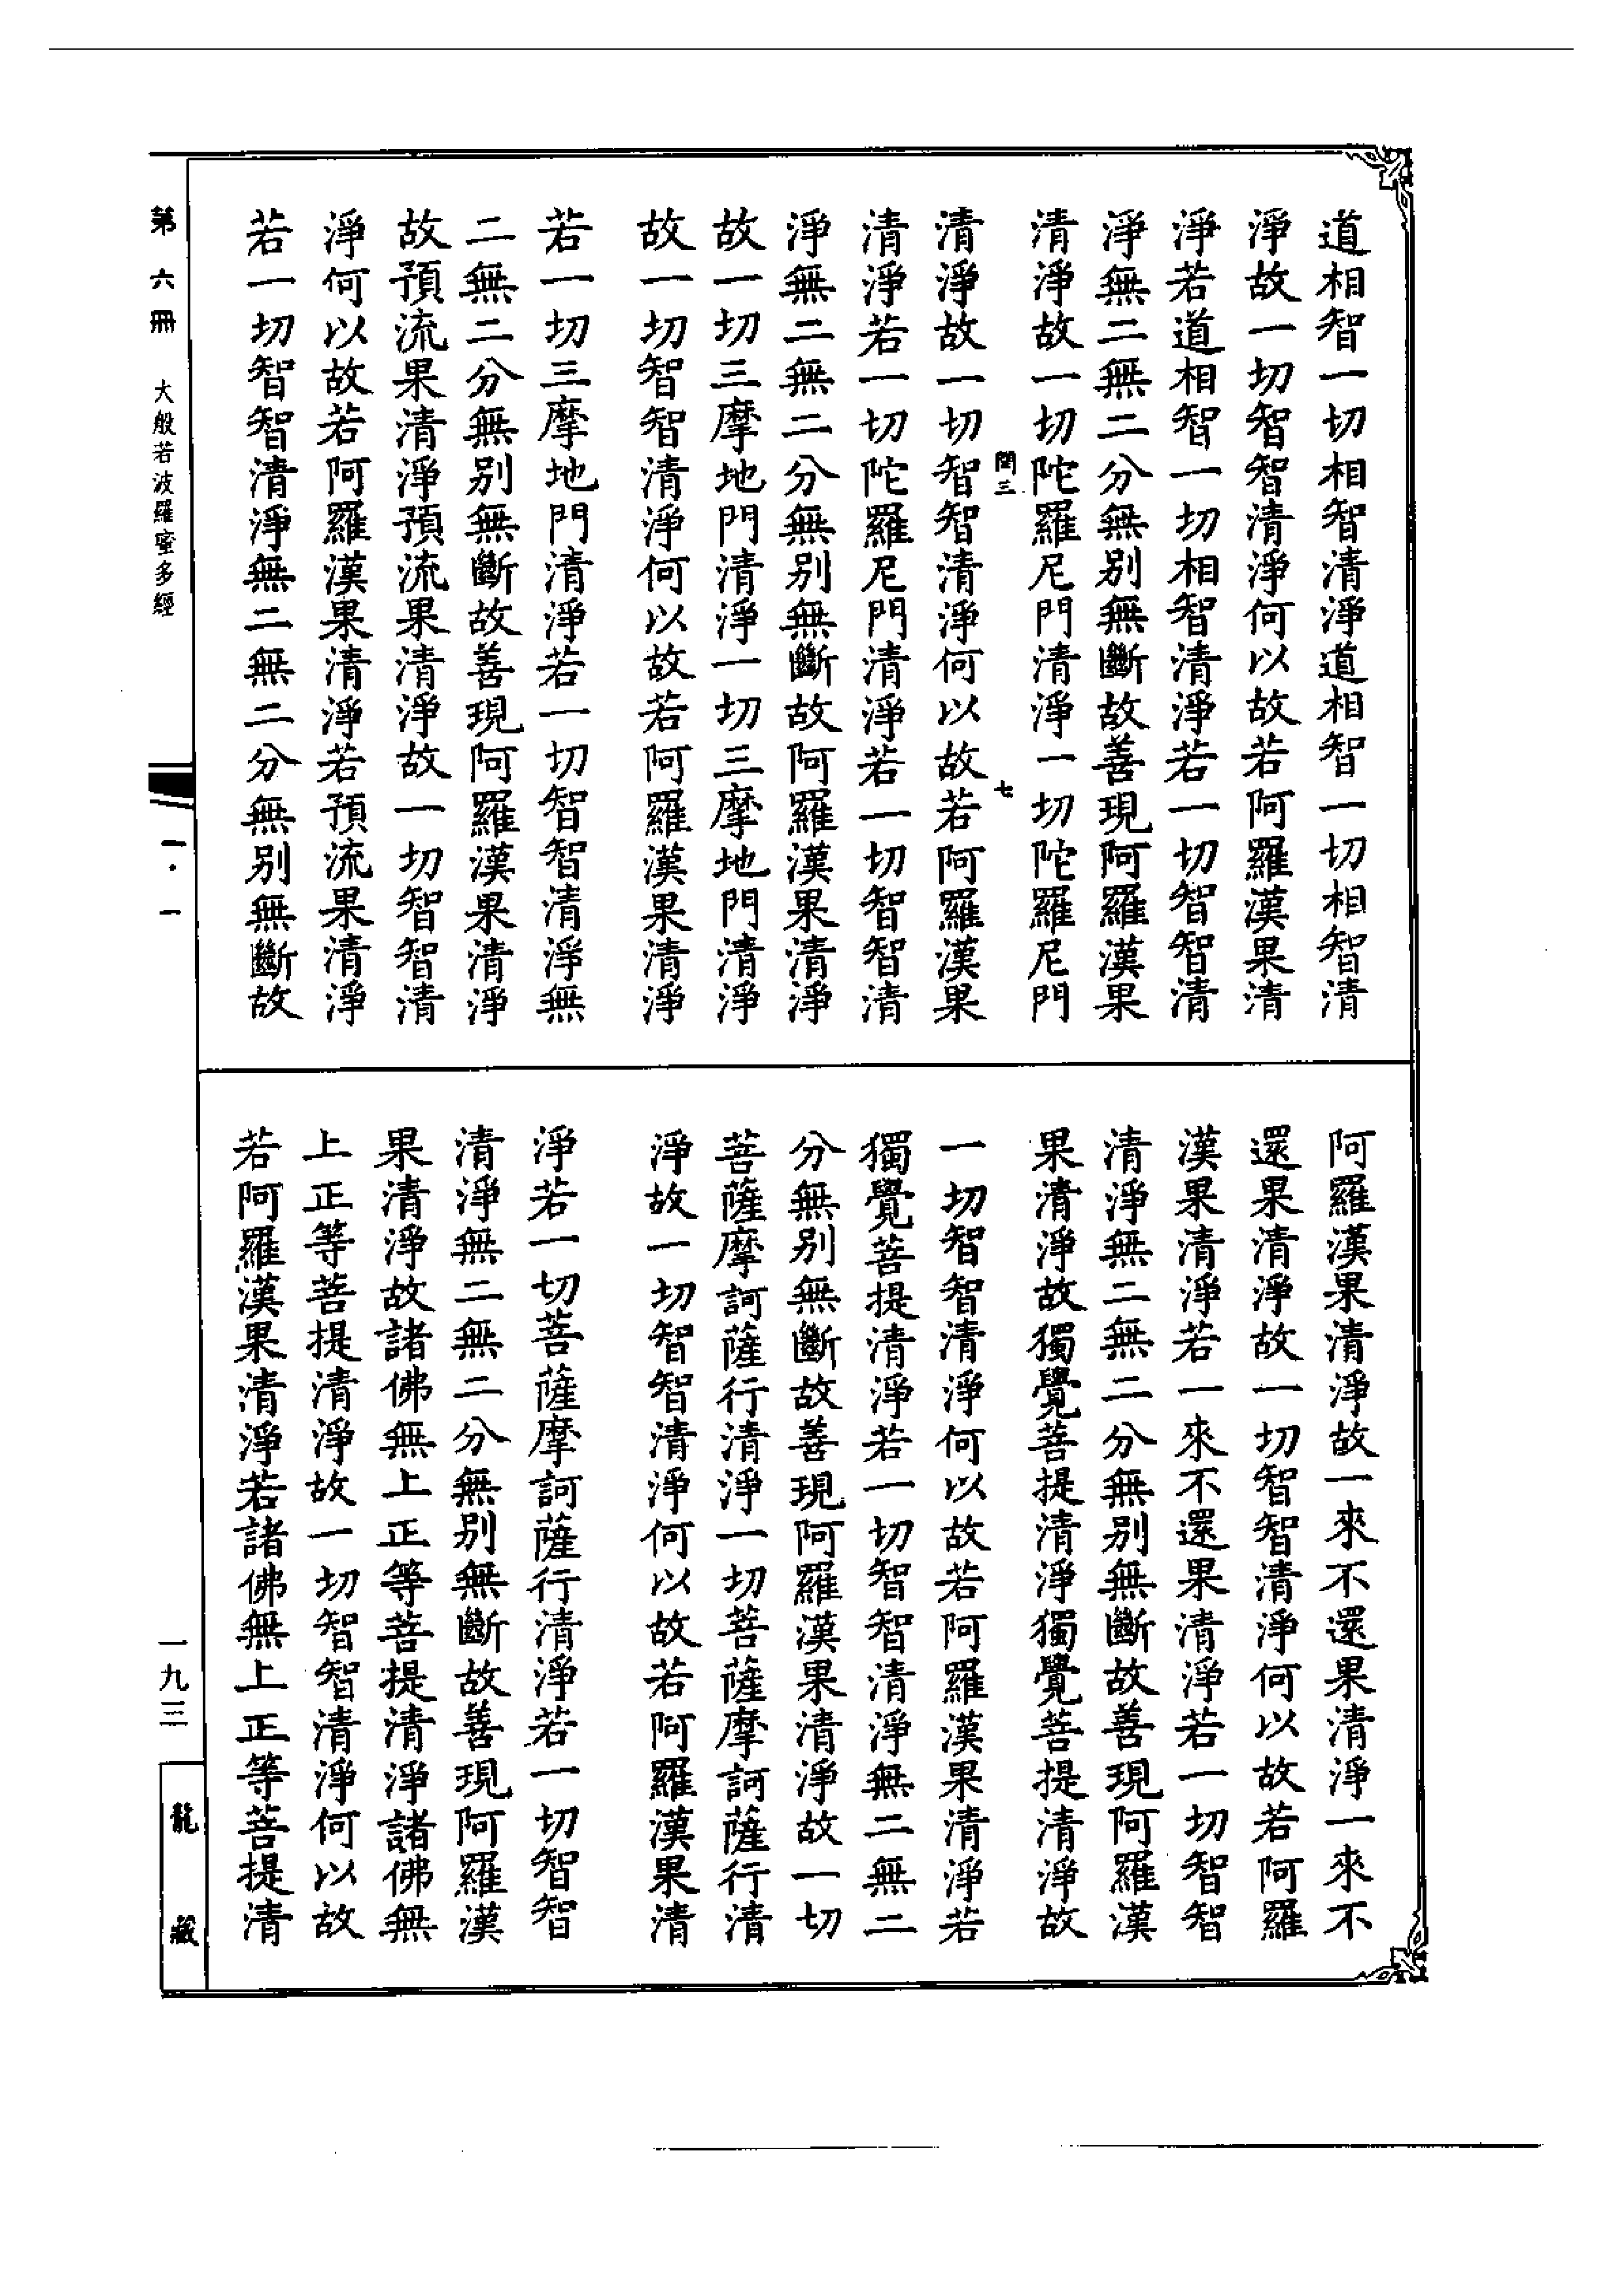 道相智一切相智清淨道相智一切相智清
淨故一切智智清淨何以故若阿羅漢果清
淨若道相智一切相智清淨若一切智智清
淨無二無二分無別無斷故善現阿羅漢果
清淨故一切陀羅尼門清淨一切陀羅尼門
閏三
七
清淨故一切智智清淨何以故若阿羅漢果
清淨若一切陀羅尼門清淨若一切智智清
淨無二無二分無別無斷故阿羅漢果清淨
故一切三摩地門清淨一切三摩地門清淨
故一切智智清淨何以故若阿羅漢果清淨
若一切三摩地門清淨若一切智智清淨無
二無二分無別無斷故善現阿羅漢果清淨
故預流果清淨預流果清淨故一切智智清
淨何以故若阿羅漢果清淨若預流果清淨
若一切智智清淨無二無二分無別無斷故
阿羅漢果清淨故一來不還果清淨一來不
還果清淨故一切智智清淨何以故若阿羅
漢果清淨若一來不還果清淨若一切智智
清淨無二無二分無別無斷故善現阿羅漢
果清淨故獨覺菩提清淨獨覺菩提清淨故
一切智智清淨何以故若阿羅漢果清淨若
獨覺菩提清淨若一切智智清淨無二無二
分無別無斷故善現阿羅漢果清淨故一切
菩薩摩訶薩行清淨一切菩薩摩訶薩行清
淨故一切智智清淨何以故若阿羅漢果清
淨若一切菩薩摩訶薩行清淨若一切智智
清淨無二無二分無別無斷故善現阿羅漢
果清淨故諸佛無上正等菩提清淨諸佛無
上正等菩提清淨故一切智智清淨何以故
若阿羅漢果清淨若諸佛無上正等菩提清
第六冊 大般若波羅蜜多經
一·一
一九三
龍藏